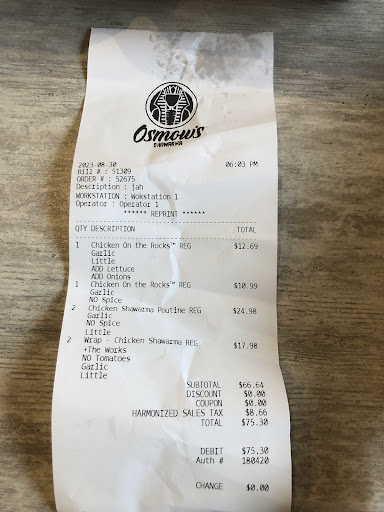 Osmow's
SHAWARMA
2023-08-30 06:03 PM
Bill # : 51309
ORDER # : 52675
Description : jah
WORKSTATION : Workstation 1
Operator : Operator 1
****** REPRINT ******
QTY DESCRIPTION TOTAL
1 Chicken On the Rocks™ REG $12.69
Garlic
Little
ADD Lettuce
ADD Onions
1 Chicken On the Rocks™ REG $10.99
Garlic
NO Spice
2 Chicken Shawarma Poutine REG $24.98
Garlic
NO Spice
Little
2 Wrap - Chicken Shawarma REG $17.98
+The Works
NO Tomatoes
Garlic
Little
SUBTOTAL $66.64
DISCOUNT $0.00
COUPON $0.00
HARMONIZED SALES TAX $8.66
TOTAL $75.30
DEBIT $75.30
Auth # 180420
CHANGE $0.00